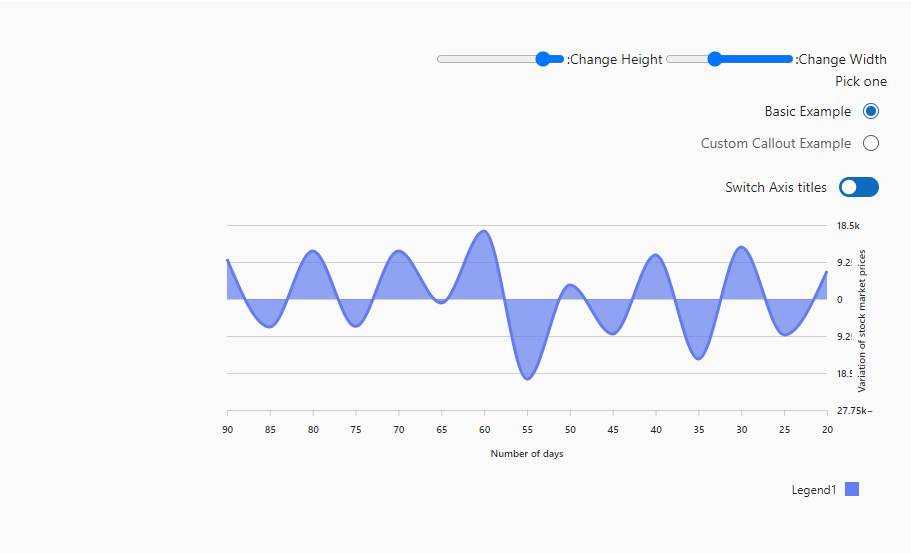 :Change Height :Change Width
Pick one
Basic Example
Custom Callout Example
Switch Axis titles
18.5k
0
27.75k−
Variation of stock market prices
90 85 80 75 70 65 60 55 50 45 40 35 30 25 20
Number of days
Legend1